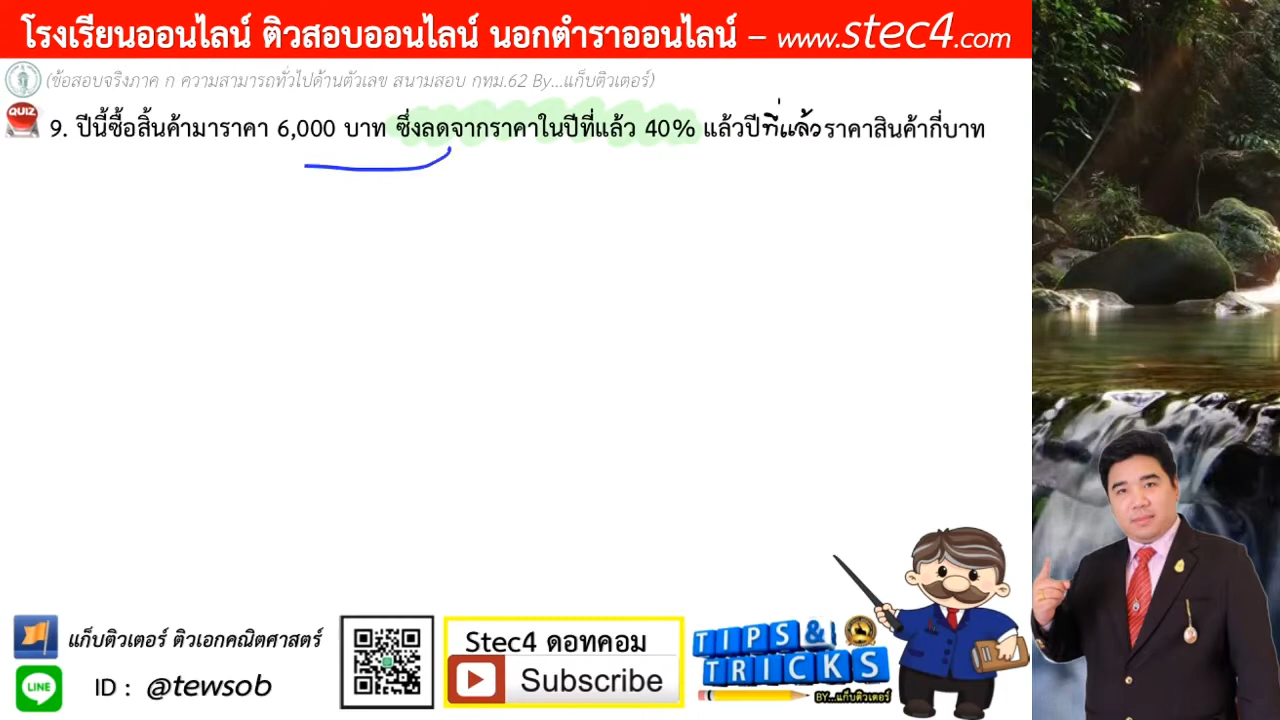 โรงเรียนออนไลน์ ติวสอบออนไลน์ นอกตำราออนไลน์ – www.stec4.com
(ข้อสอบจริงภาค ก ความสามารถทั่วไปด้านตัวเลข สนามสอบ กทม.62 By...แก็บติวเตอร์)
QUIZ
9. ปีนี้ซื้อสิ้นค้ามาราคา 6,000 บาท ซึ่งลดจากราคาในปีที่แล้ว 40% แล้วปีที่แล้วราคาสินค้ากี่บาท
แก็บติวเตอร์ ติวเอกคณิตศาสตร์
LINE
ID : @tewsob
Stec4 ดอทคอม
Subscribe
TIPS &
TRICKS
BY...แก็บติวเตอร์